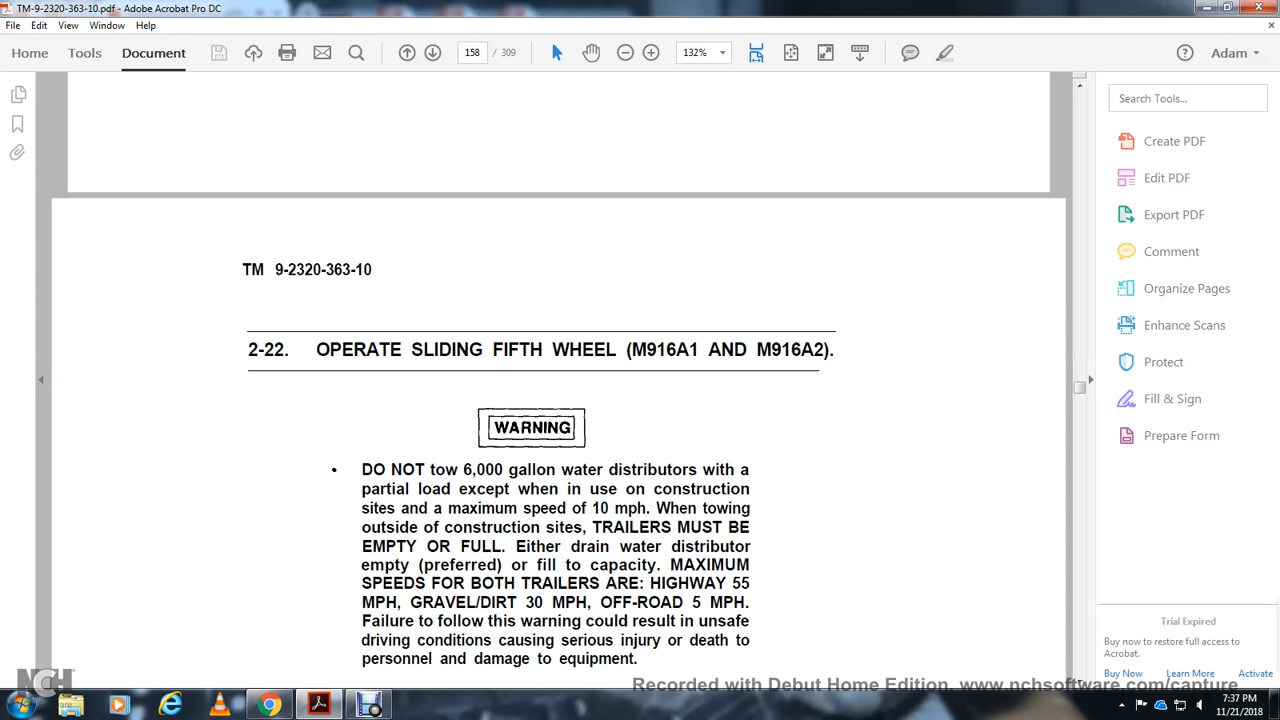 TM-9-2320-363-10.pdf - Adobe Acrobat Pro DC
File Edit View Window Help
Home Tools Document 158 / 309 132% Adam
Search Tools...
Create PDF
Edit PDF
Export PDF
Comment
Organize Pages
Enhance Scans
Protect
Fill & Sign
Prepare Form
Trial Expired
Buy now to restore full access to
Acrobat.
Buy Now Learn More Activate
TM 9-2320-363-10
2-22. OPERATE SLIDING FIFTH WHEEL (M916A1 AND M916A2).
WARNING
• DO NOT tow 6,000 gallon water distributors with a
partial load except when in use on construction
sites and a maximum speed of 10 mph. When towing
outside of construction sites, TRAILERS MUST BE
EMPTY OR FULL. Either drain water distributor
empty (preferred) or fill to capacity. MAXIMUM
SPEEDS FOR BOTH TRAILERS ARE: HIGHWAY 55
MPH, GRAVEL/DIRT 30 MPH, OFF-ROAD 5 MPH.
Failure to follow this warning could result in unsafe
driving conditions causing serious injury or death to
personnel and damage to equipment.
NCH
Recorded with Debut Home Edition. www.nchsoftware.com/capture
7:37 PM
11/21/2018